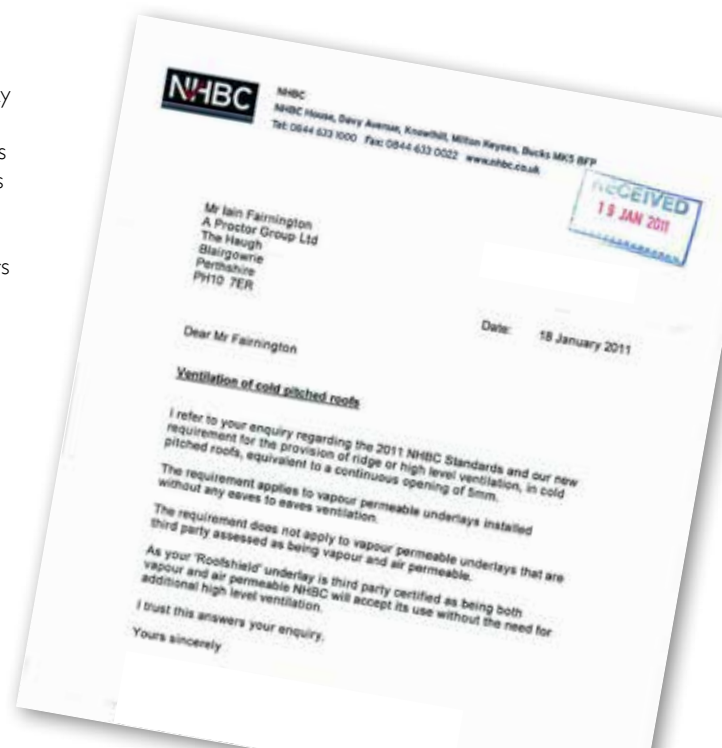 y
s
s
s
NHBC
NHBC
NHBC House, Davy Avenue, Knowlhill, Milton Keynes, Bucks MK5 8FP
Tel: 0844 633 1000 Fax: 0844 633 0022 www.nhbc.co.uk
RECEIVED
19 JAN 2011
Mr Iain Fairnington
A Proctor Group Ltd
The Haugh
Blairgowrie
Perthshire
PH10 7ER
Date: 18 January 2011
Dear Mr Fairnington
Ventilation of cold pitched roofs
I refer to your enquiry regarding the 2011 NHBC Standards and our new
requirement for the provision of ridge or high level ventilation, in cold
pitched roofs, equivalent to a continuous opening of 5mm.
The requirement applies to vapour permeable underlays installed
without any eaves to eaves ventilation.
The requirement does not apply to vapour permeable underlays that are
third party assessed as being vapour and air permeable.
As your 'Roofshield' underlay is third party certified as being both
vapour and air permeable NHBC will accept its use without the need for
additional high level ventilation.
I trust this answers your enquiry.
Yours sincerely